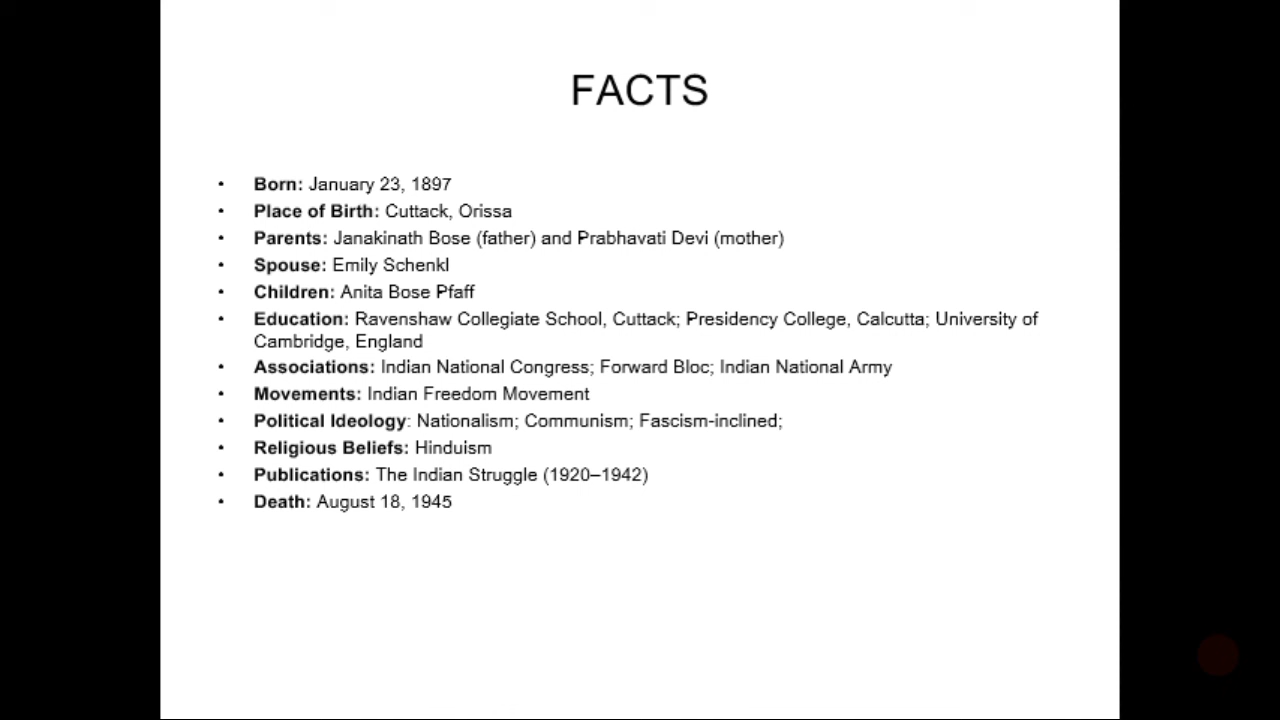 FACTS
• Born: January 23, 1897
• Place of Birth: Cuttack, Orissa
• Parents: Janakinath Bose (father) and Prabhavati Devi (mother)
• Spouse: Emily Schenkl
• Children: Anita Bose Pfaff
• Education: Ravenshaw Collegiate School, Cuttack; Presidency College, Calcutta; University of
Cambridge, England
• Associations: Indian National Congress; Forward Bloc; Indian National Army
• Movements: Indian Freedom Movement
• Political Ideology: Nationalism; Communism; Fascism-inclined;
• Religious Beliefs: Hinduism
• Publications: The Indian Struggle (1920–1942)
• Death: August 18, 1945